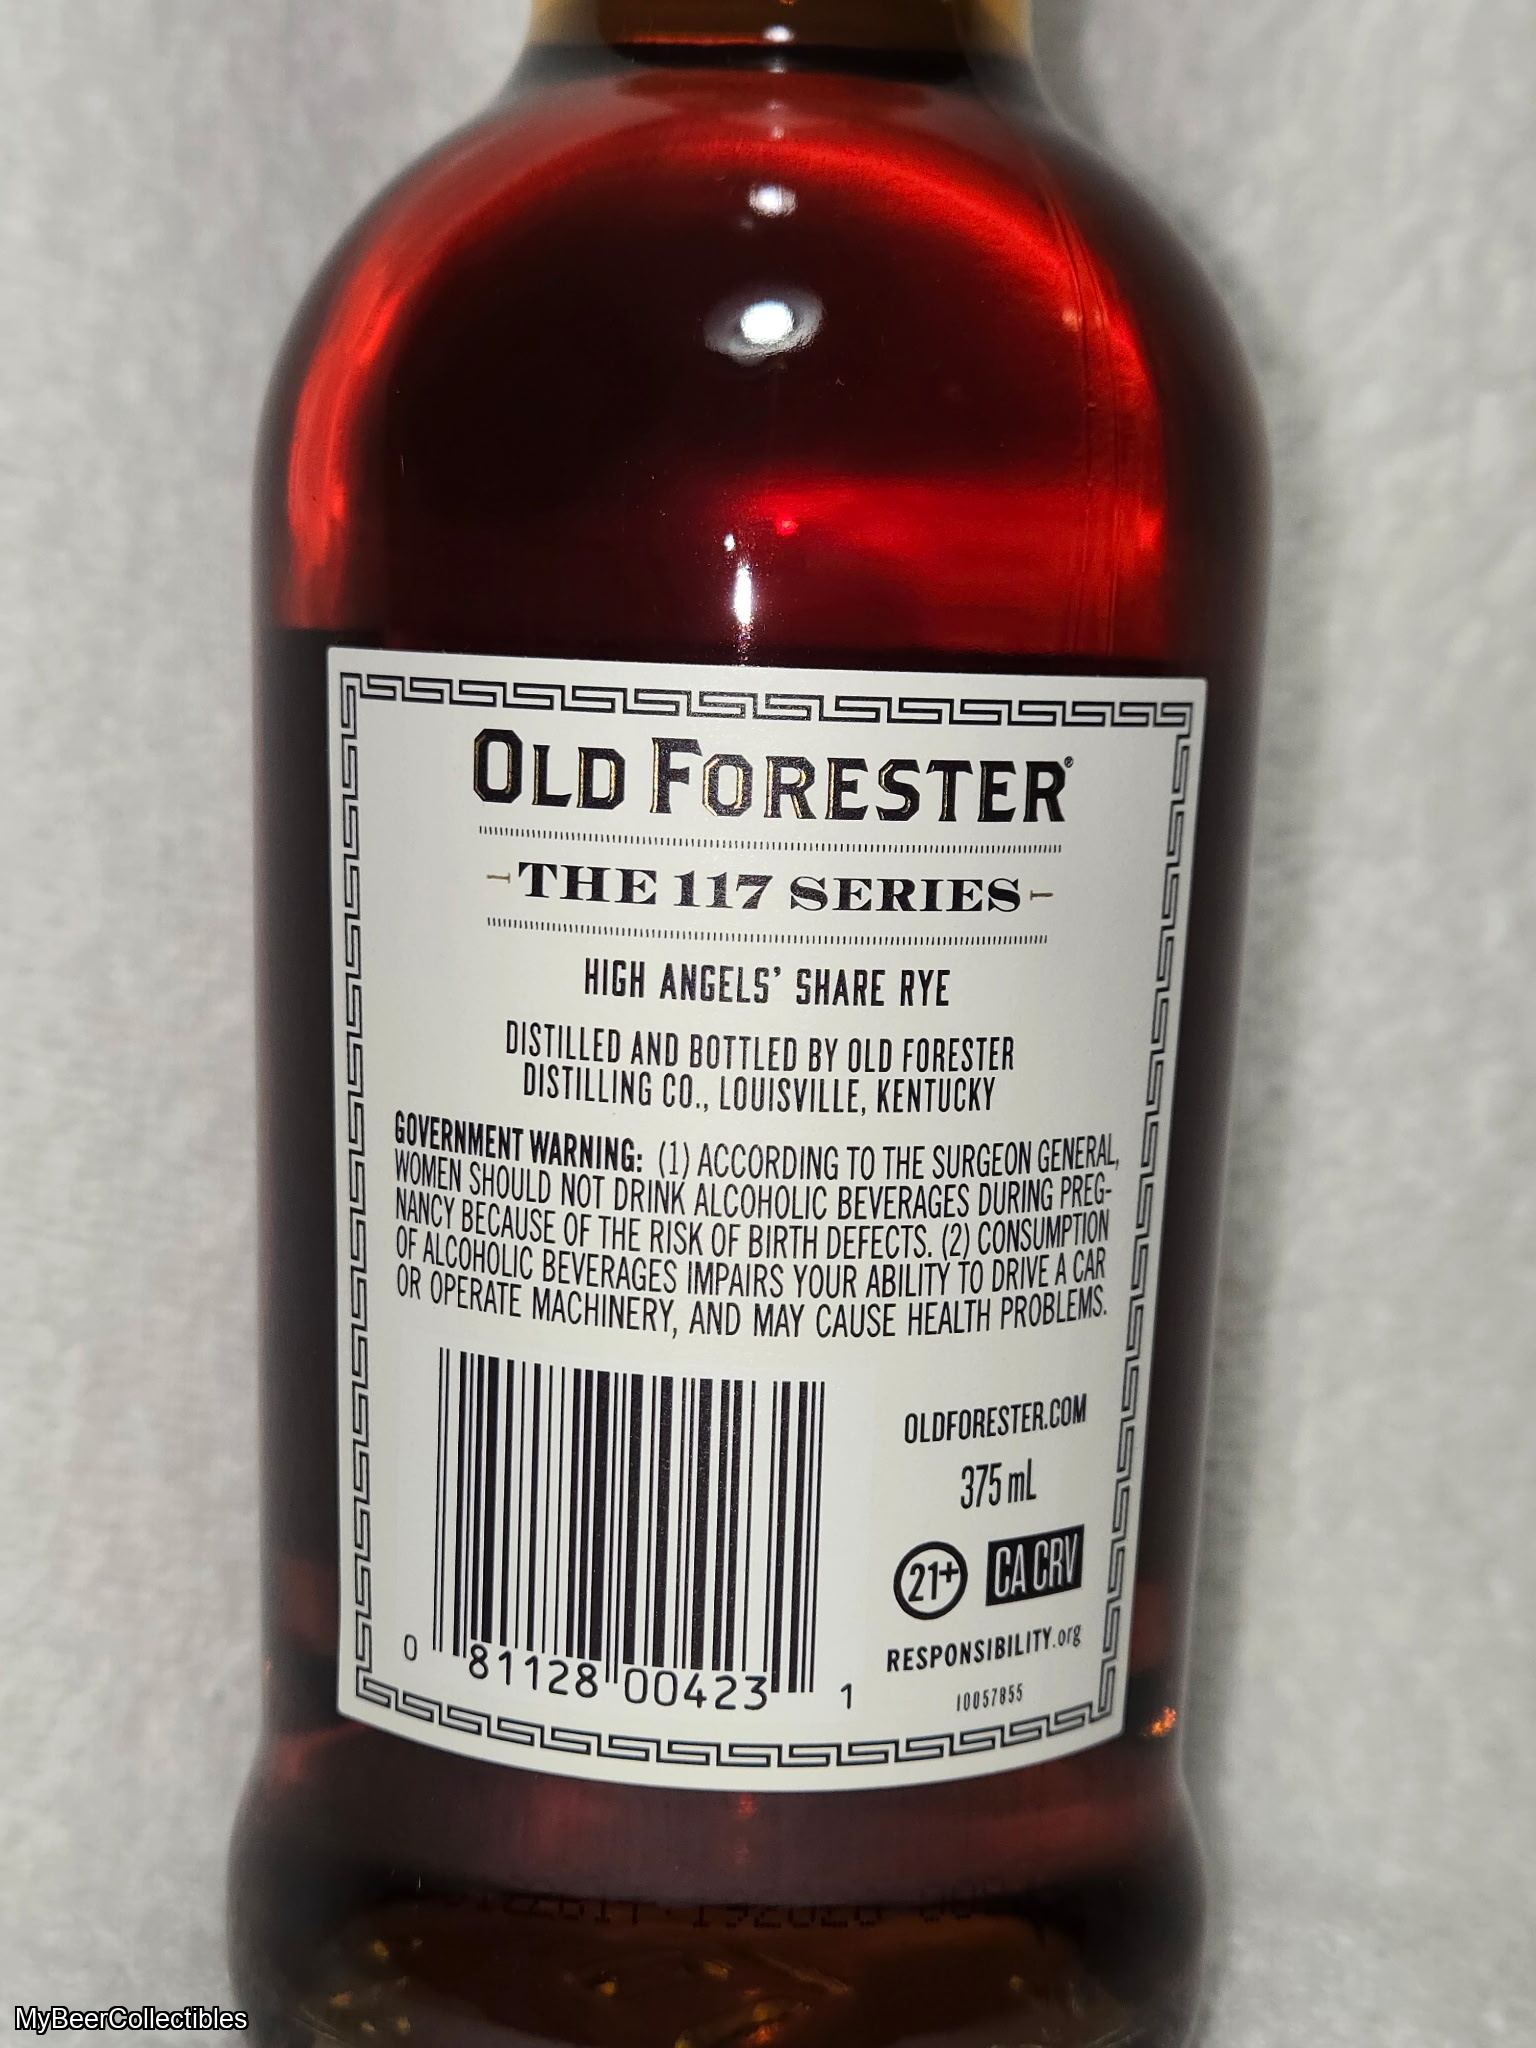 OLD FORESTER®
THE 117 SERIES
HIGH ANGELS' SHARE RYE
DISTILLED AND BOTTLED BY OLD FORESTER
DISTILLING CO., LOUISVILLE, KENTUCKY
GOVERNMENT WARNING: (1) ACCORDING TO THE SURGEON GENERAL,
WOMEN SHOULD NOT DRINK ALCOHOLIC BEVERAGES DURING PREG-
NANCY BECAUSE OF THE RISK OF BIRTH DEFECTS. (2) CONSUMPTION
OF ALCOHOLIC BEVERAGES IMPAIRS YOUR ABILITY TO DRIVE A CAR
OR OPERATE MACHINERY, AND MAY CAUSE HEALTH PROBLEMS.
OLDFORESTER.COM
375 mL
21+ CA CRV
RESPONSIBILITY.org
10057855
0 81128 00423 1
MyBeerCollectibles